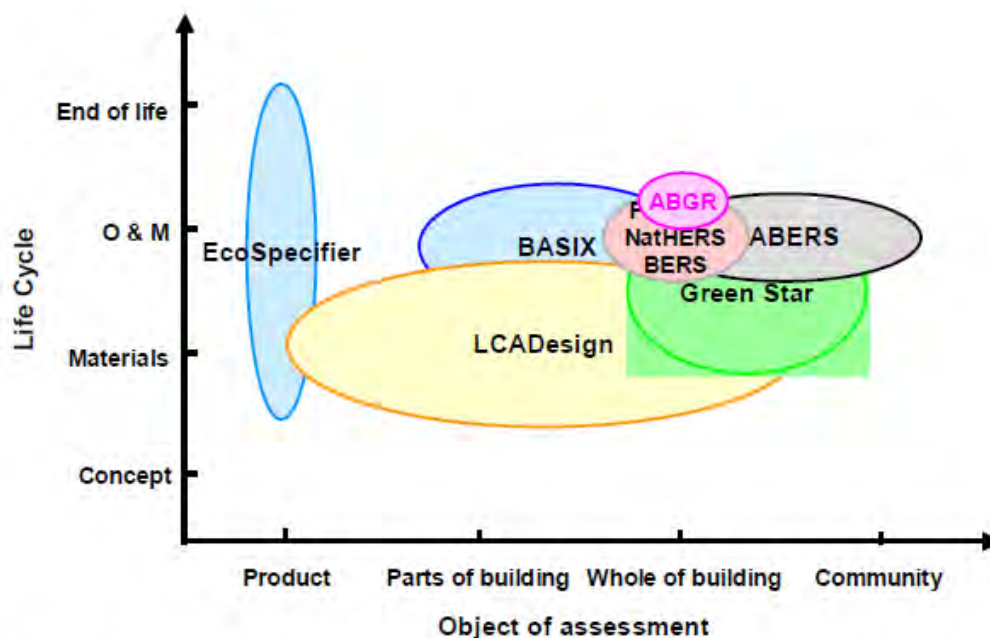 End of life
O & M
Materials
Concept
Life Cycle
EcoSpecifier
BASIX
ABGR
NatHERS
BERS
ABERS
Green Star
LCADesign
Product
Parts of building
Whole of building
Community
Object of assessment